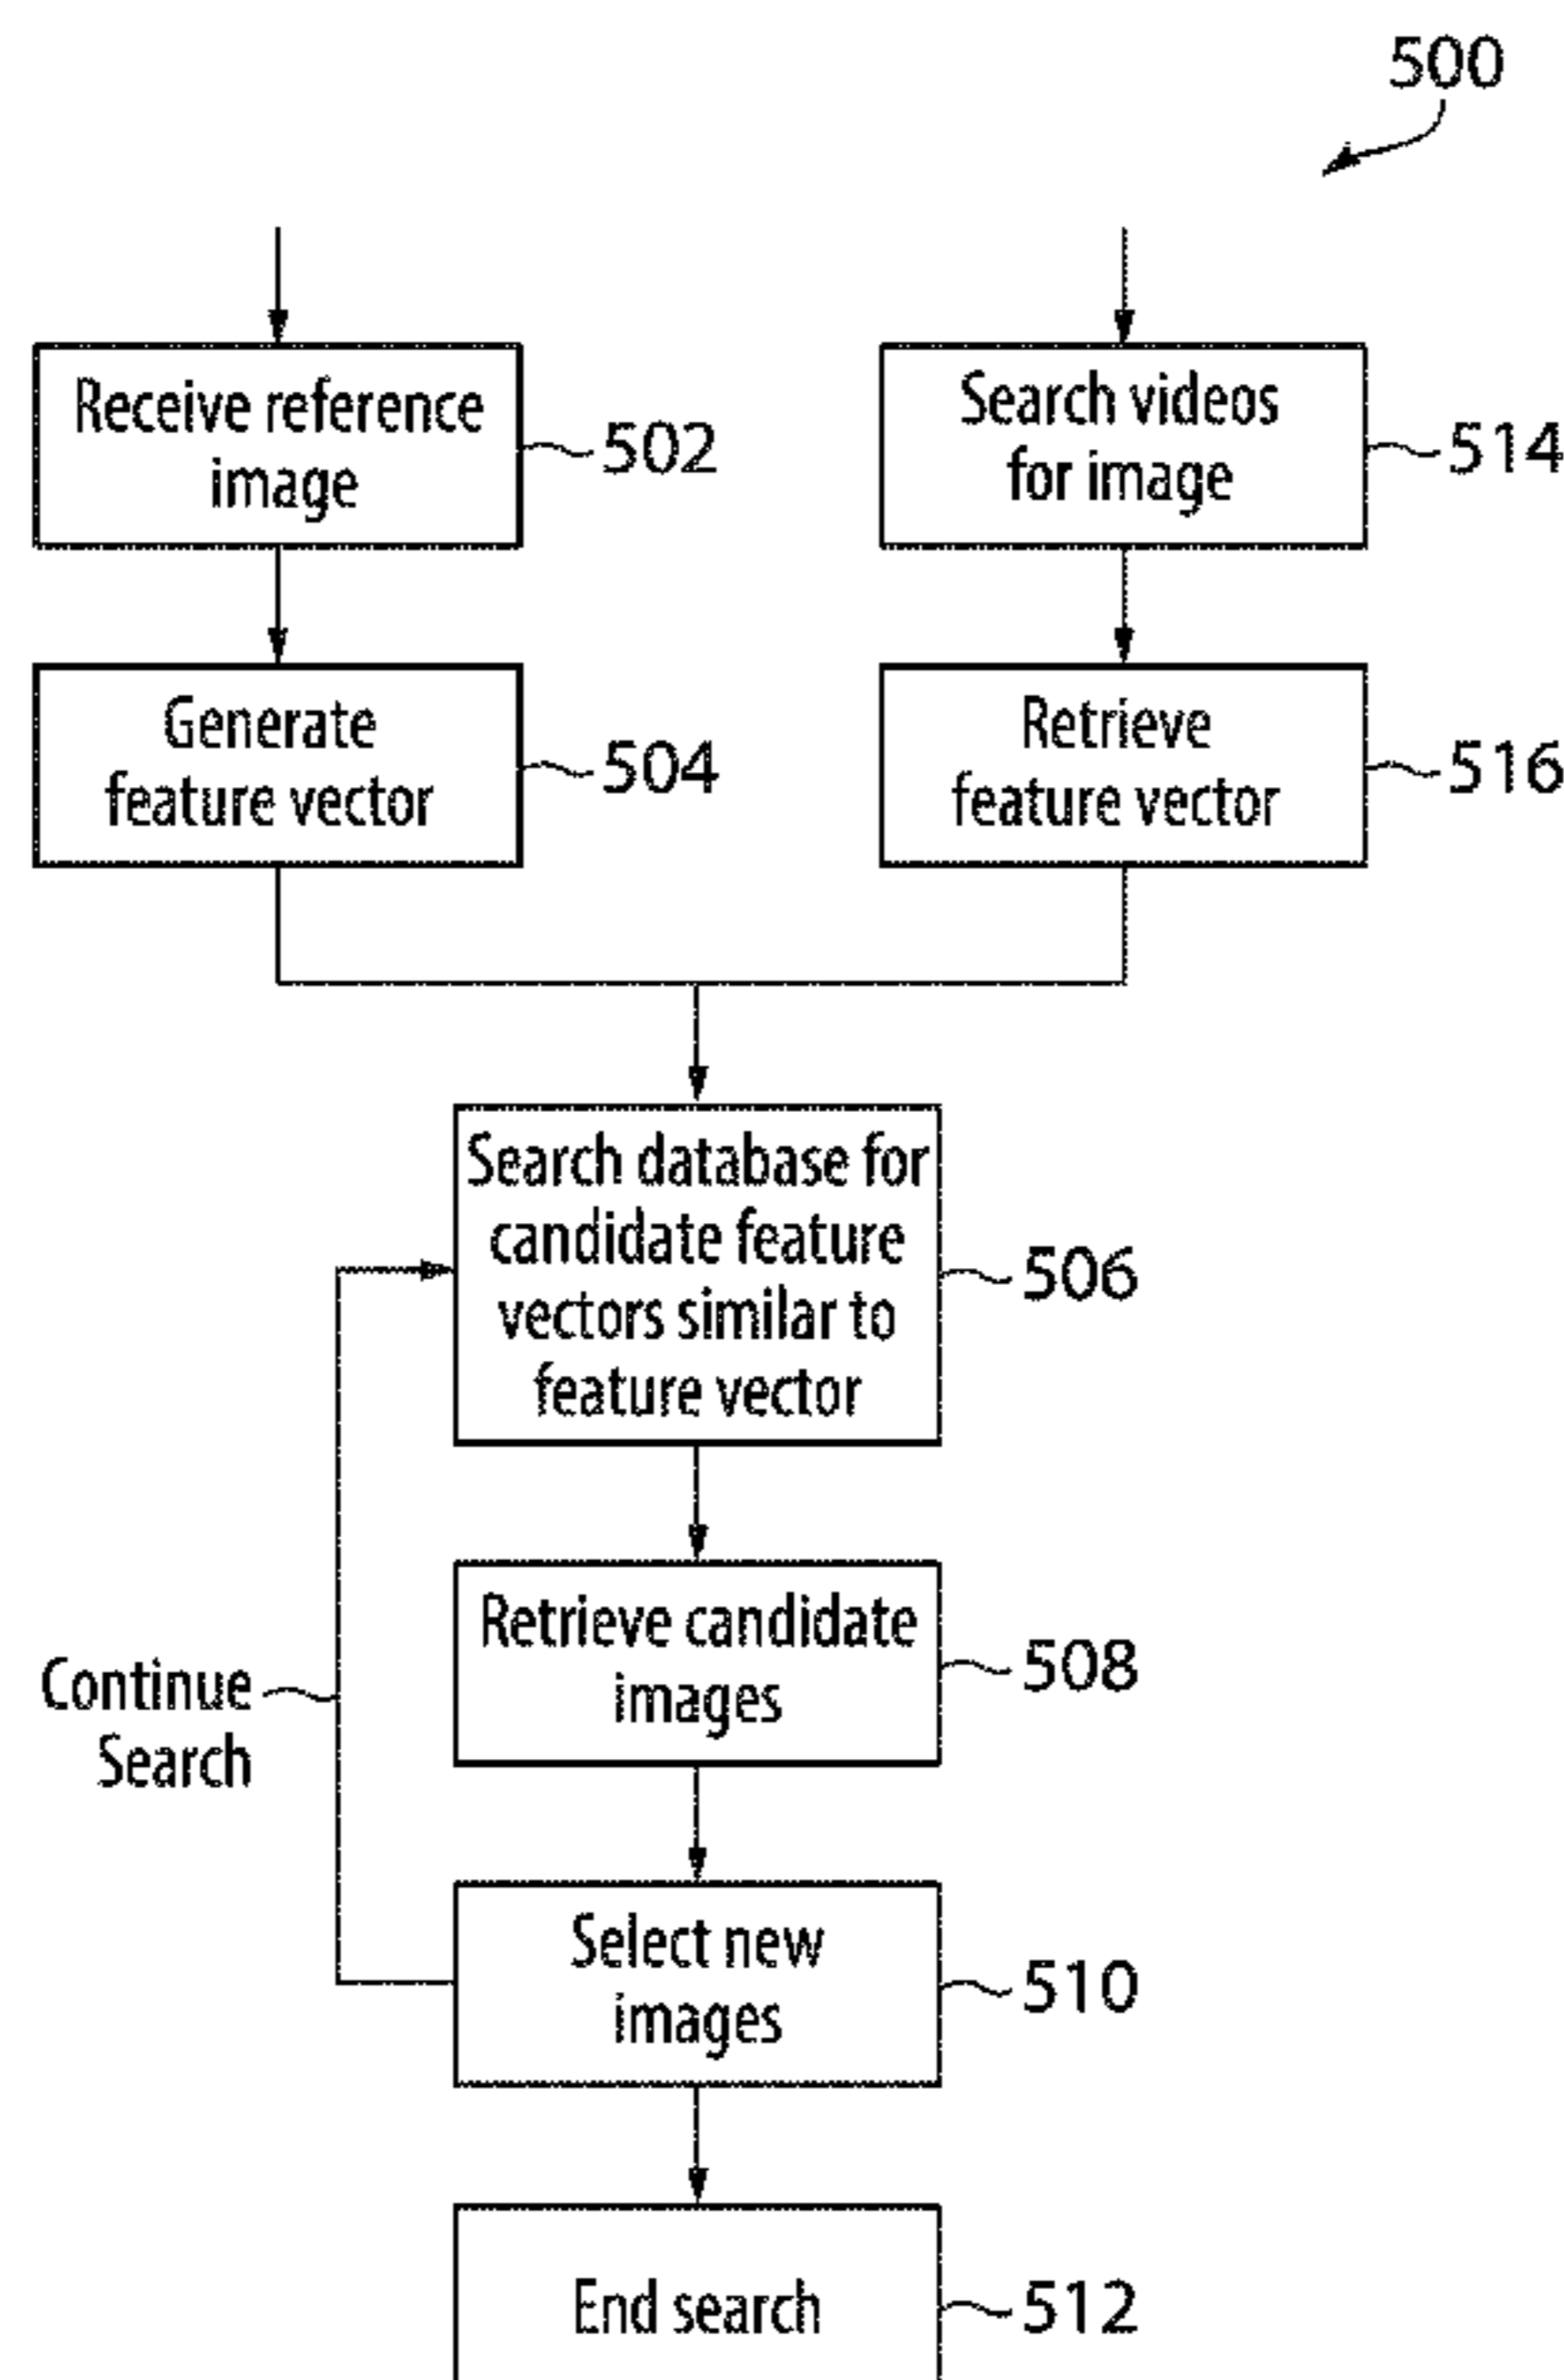 500
Receive reference
image
502
Search videos
for image
514
Generate
feature vector
504
Retrieve
feature vector
516
Search database for
candidate feature
vectors similar to
feature vector
506
Retrieve candidate
images
508
Continue
Search
Select new
images
510
End search
512